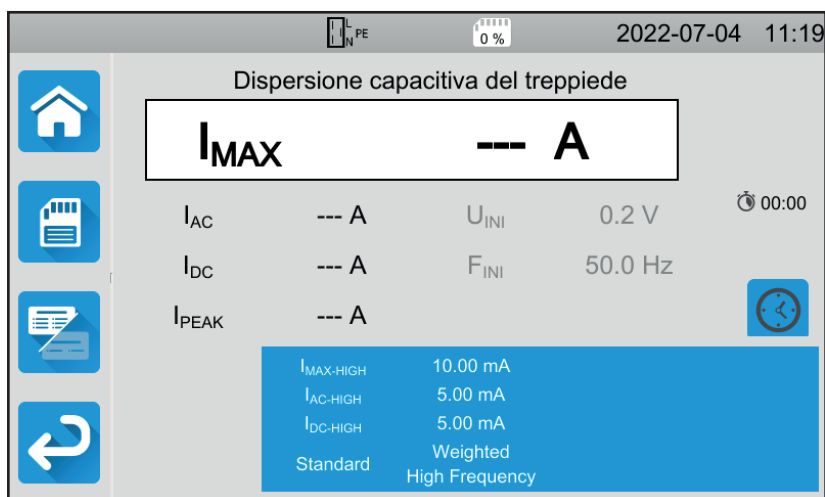 L
N PE
0 %
2022-07-04 11:19
Dispersione capacitiva del treppiede
IMAX --- A
IAC --- A UINI 0.2 V
00:00
IDC --- A FINI 50.0 Hz
IPEAK --- A
IMAX-HIGH 10.00 mA
IAC-HIGH 5.00 mA
IDC-HIGH 5.00 mA
Standard Weighted
High Frequency